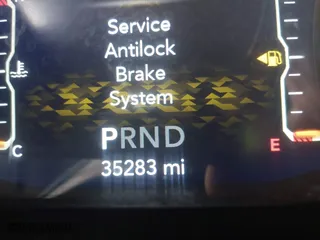 Service
Antilock
Brake
System
PRND
C
E
35283 mi